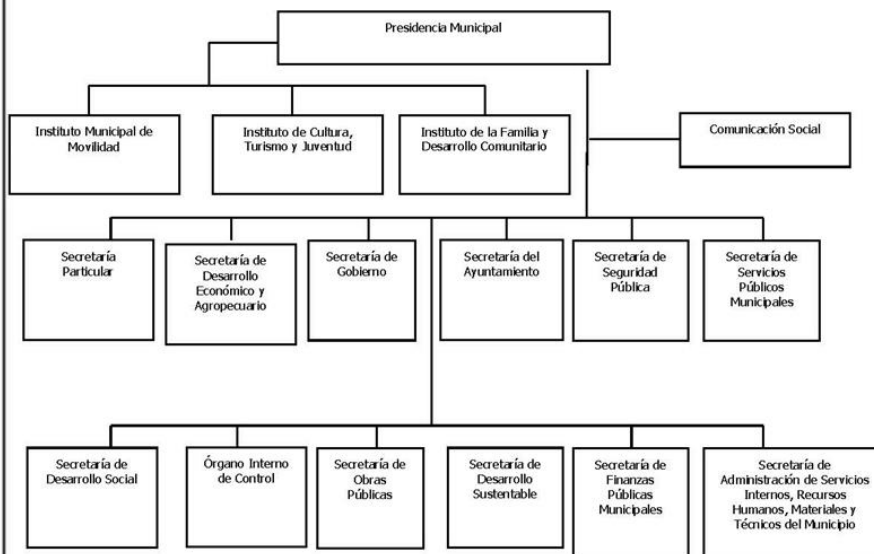 Presidencia Municipal
Instituto Municipal de
Movilidad
Instituto de Cultura,
Turismo y Juventud
Instituto de la Familia y
Desarrollo Comunitario
Comunicación Social
Secretaría
Particular
Secretaría de
Desarrollo
Económico y
Agropecuario
Secretaría de
Gobierno
Secretaría del
Ayuntamiento
Secretaría de
Seguridad
Pública
Secretaría de
Servicios
Públicos
Municipales
Secretaría de
Desarrollo Social
Órgano Interno
de Control
Secretaría de
Obras
Públicas
Secretaría de
Desarrollo
Sustentable
Secretaría de
Finanzas
Públicas
Municipales
Secretaría de
Administración de Servicios
Internos, Recursos
Humanos, Materiales y
Técnicos del Municipio